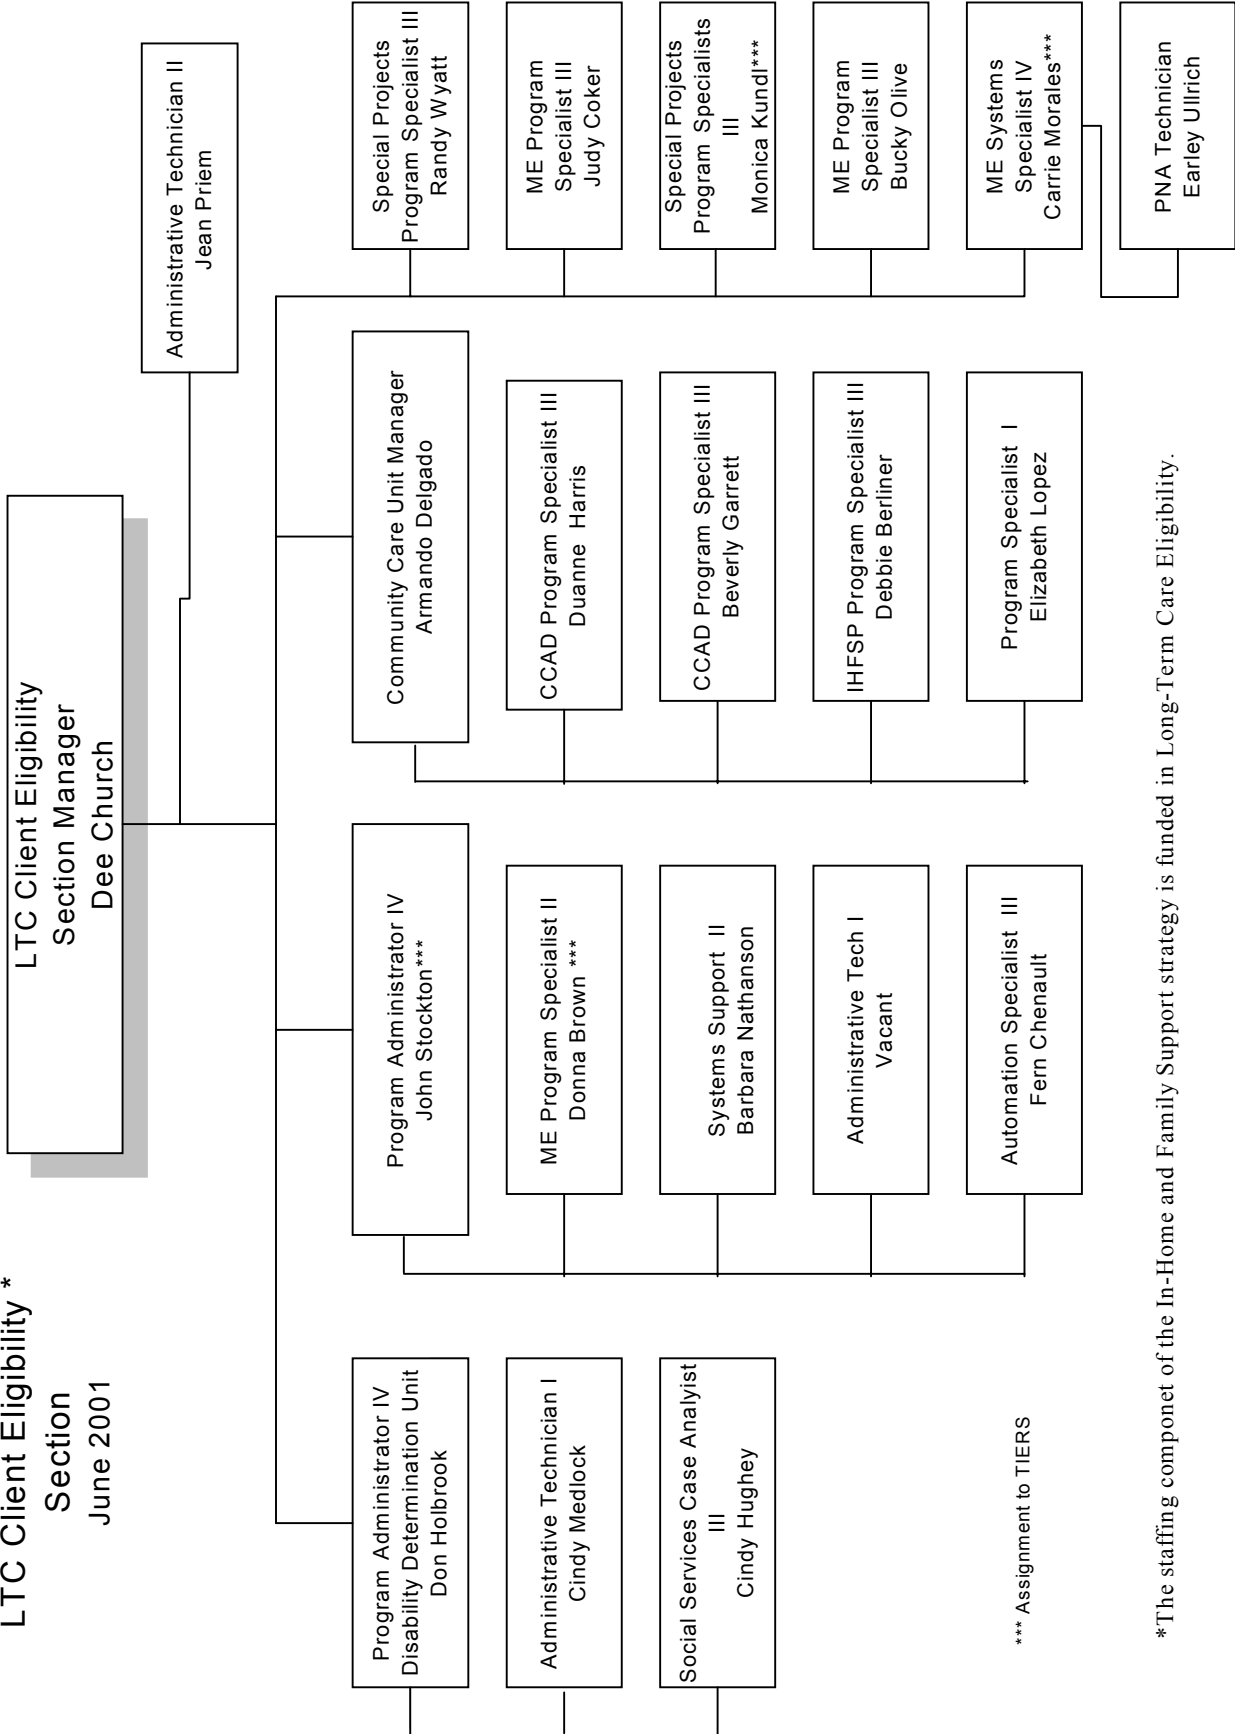 LTC Client Eligibility *
Section
June 2001
LTC Client Eligibility
Section Manager
Dee Church
Administrative Technician II
Jean Priem
Program Administrator IV
Disability Determination Unit
Don Holbrook
Administrative Technician I
Cindy Medlock
Social Services Case Analyist
III
Cindy Hughey
Program Administrator IV
John Stockton***
ME Program Specialist II
Donna Brown ***
Systems Support II
Barbara Nathanson
Administrative Tech I
Vacant
Automation Specialist III
Fern Chenault
Community Care Unit Manager
Armando Delgado
CCAD Program Specialist III
Duanne Harris
CCAD Program Specialist III
Beverly Garrett
IHFSP Program Specialist III
Debbie Berliner
Program Specialist I
Elizabeth Lopez
Special Projects
Program Specialist III
Randy Wyatt
ME Program
Specialist III
Judy Coker
Special Projects
Program Specialists
III
Monica Kundl***
ME Program
Specialist III
Bucky Olive
ME Systems
Specialist IV
Carrie Morales***
PNA Technician
Earley Ullrich
*** Assignment to TIERS
*The staffing componet of the In-Home and Family Support strategy is funded in Long-Term Care Eligibility.